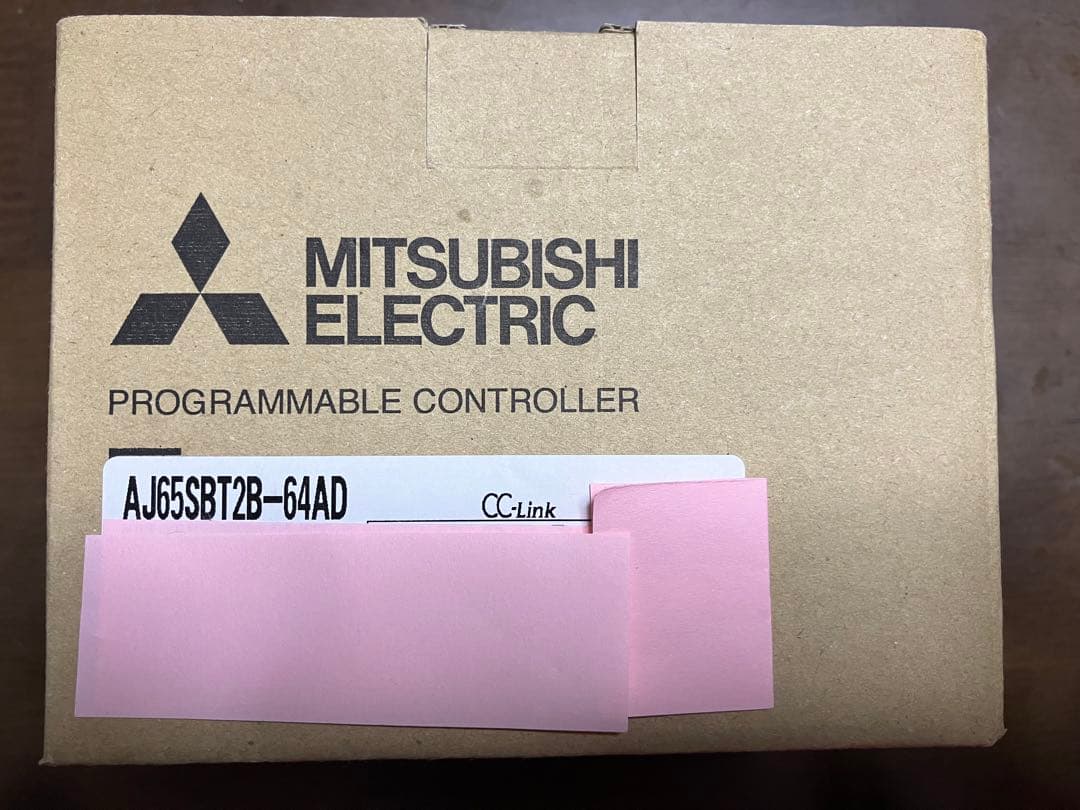 MITSUBISHI
ELECTRIC
PROGRAMMABLE CONTROLLER
AJ65SBT2B-64AD
CC-Link